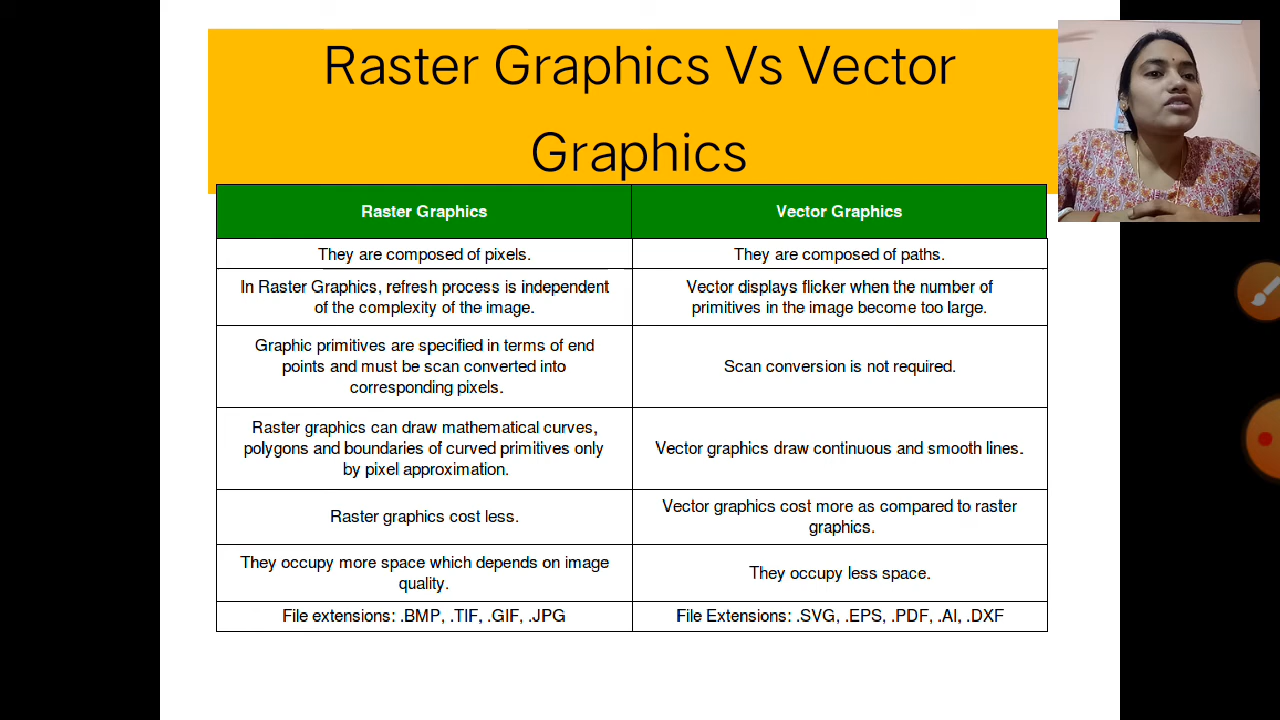 Raster Graphics Vs Vector
Graphics
Raster Graphics
Vector Graphics
They are composed of pixels.
They are composed of paths.
In Raster Graphics, refresh process is independent
of the complexity of the image.
Vector displays flicker when the number of
primitives in the image become too large.
Graphic primitives are specified in terms of end
points and must be scan converted into
corresponding pixels.
Scan conversion is not required.
Raster graphics can draw mathematical curves,
polygons and boundaries of curved primitives only
by pixel approximation.
Vector graphics draw continuous and smooth lines.
Raster graphics cost less.
Vector graphics cost more as compared to raster
graphics.
They occupy more space which depends on image
quality.
They occupy less space.
File extensions: .BMP, .TIF, .GIF, .JPG
File Extensions: .SVG, .EPS, .PDF, .AI, .DXF